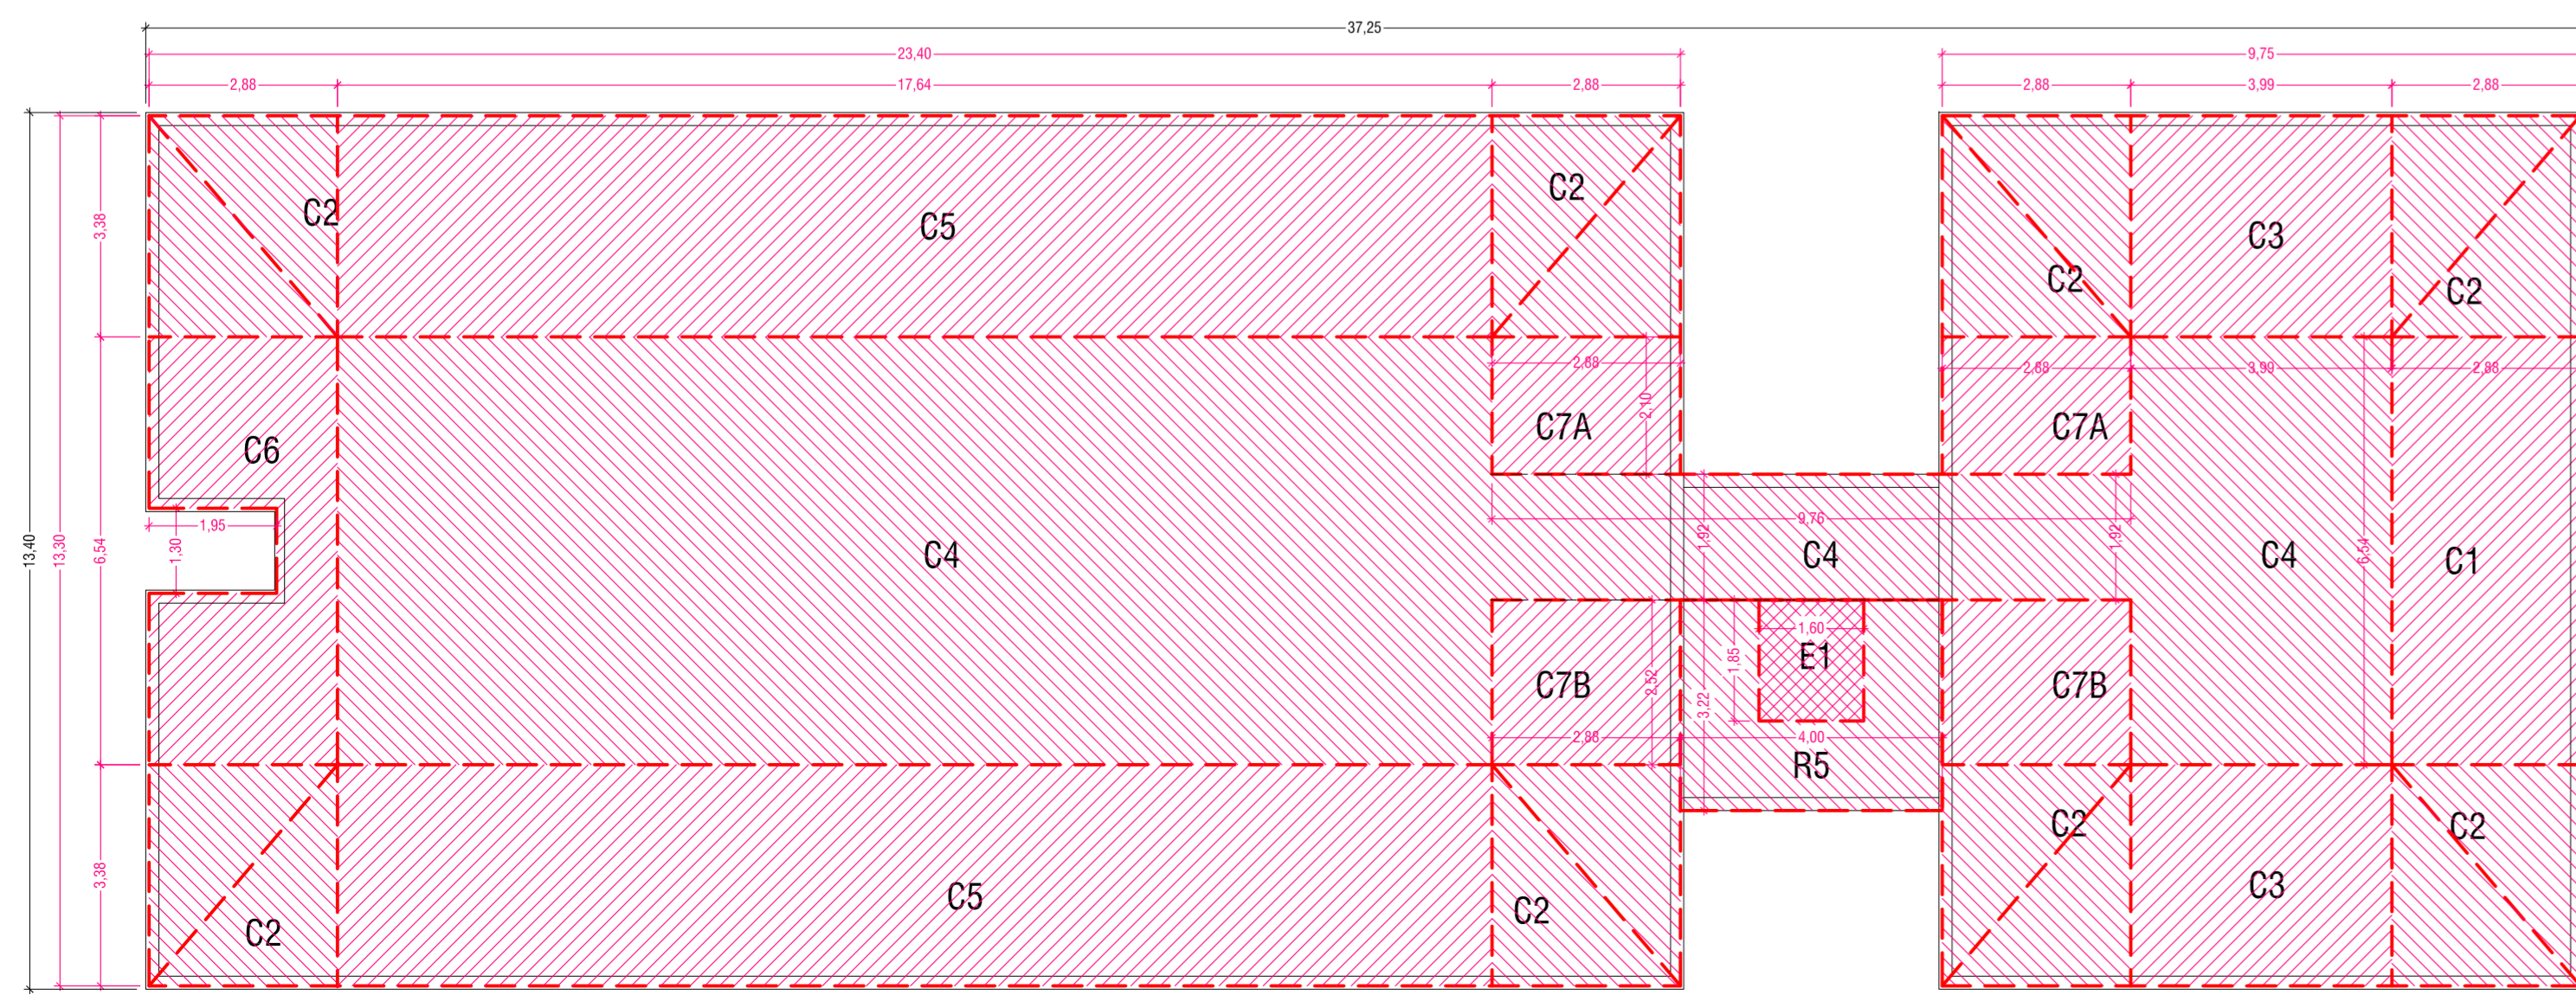 37,25
23,40
9,75
2,88
17,64
2,88
2,88
3,99
2,88
C2
C5
C2
C3
C2
C2
3,38
2,88
2,88
3,99
2,88
2,10
C7A
C7A
C6
1,95
9,76
1,30
1,92
1,92
13,40
13,30
6,54
C4
C4
C4
6,54
C1
1,60
E1
1,85
C7B
2,52
3,22
C7B
2,88
4,00
R5
C2
C2
3,38
C5
C2
C3
C2